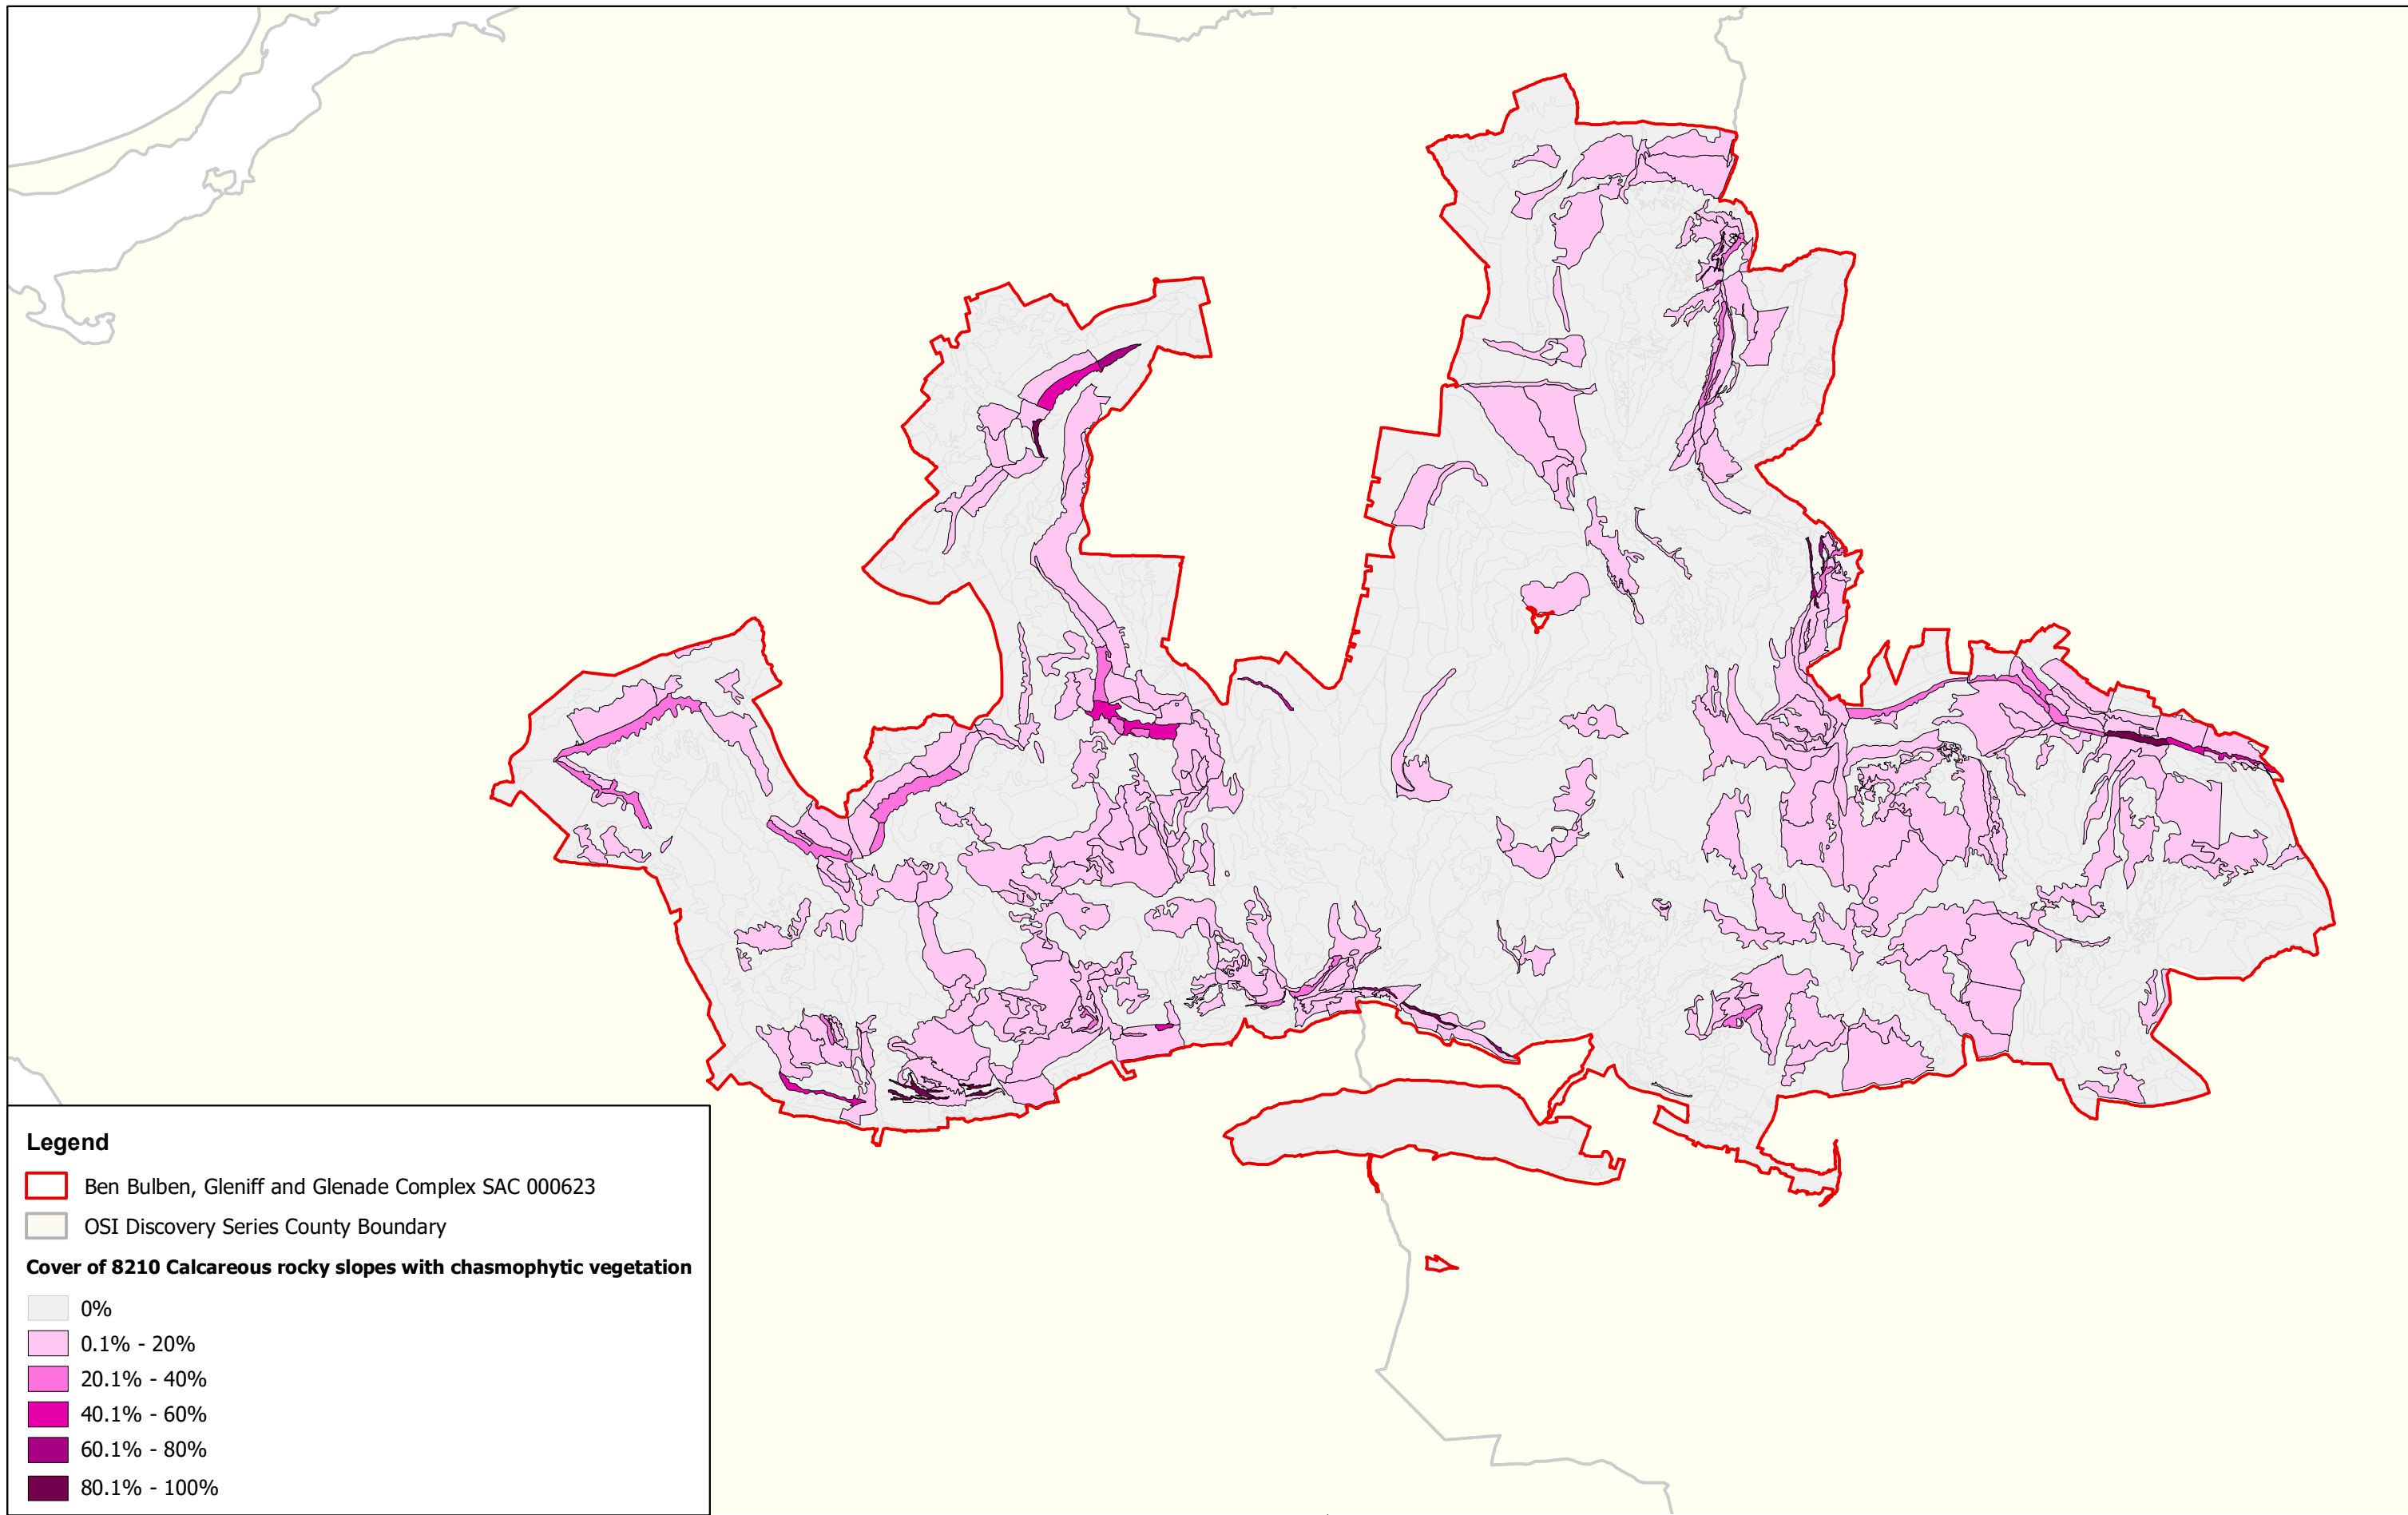 Legend
Ben Bulben, Gleniff and Glenade Complex SAC 000623
OSI Discovery Series County Boundary
Cover of 8210 Calcareous rocky slopes with chasmophytic vegetation
0%
0.1% - 20%
20.1% - 40%
40.1% - 60%
60.1% - 80%
80.1% - 100%